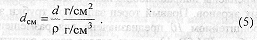 d_см = d/ρ г/см²/г/см³ . (5)